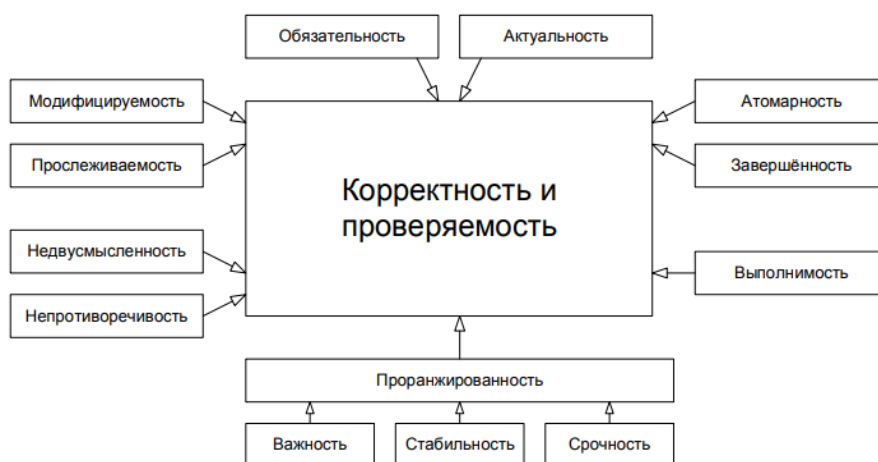 Обязательность
Актуальность
Модифицируемость
Атомарность
Прослеживаемость
Завершённость
Корректность и
проверяемость
Недвусмысленность
Выполнимость
Непротиворечивость
Проранжированность
Важность
Стабильность
Срочность